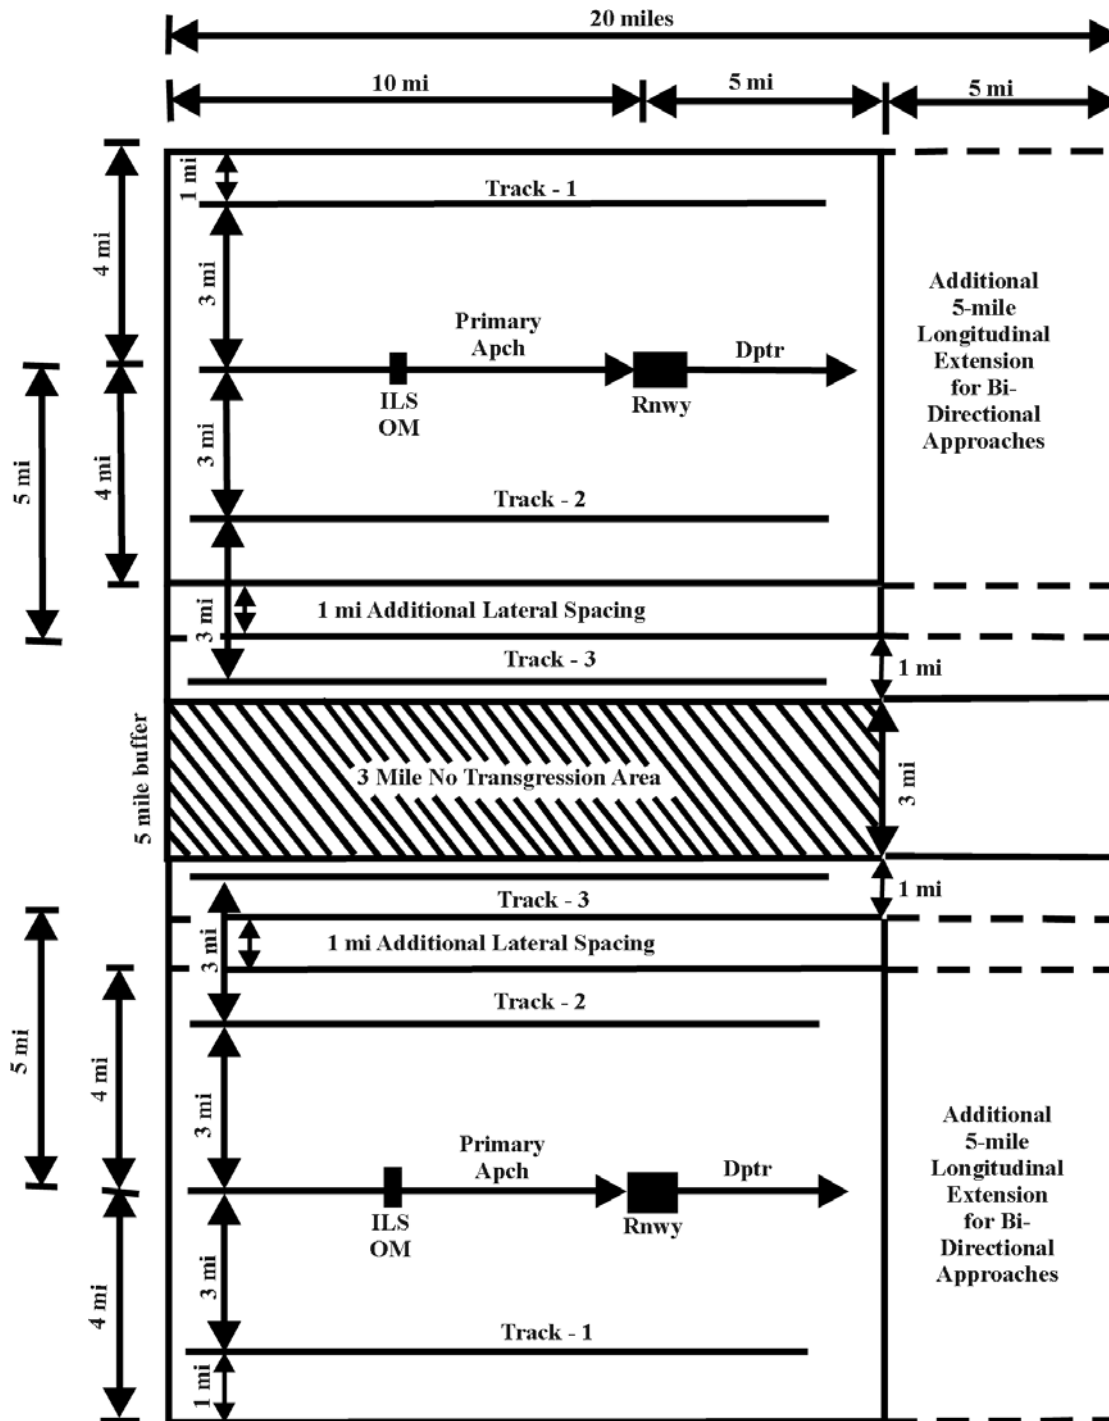 20 miles
10 mi
5 mi
5 mi
1 mi
Track - 1
4 mi
3 mi
Additional
5-mile
Longitudinal
Extension
for Bi-
Directional
Approaches
Primary
Apch
Dptr
ILS
OM
Rnwy
5 mi
4 mi
3 mi
Track - 2
1 mi Additional Lateral Spacing
3 mi
Track - 3
1 mi
5 mile buffer
3 Mile No Transgression Area
3 mi
1 mi
Track - 3
1 mi Additional Lateral Spacing
3 mi
Track - 2
5 mi
4 mi
3 mi
Additional
5-mile
Longitudinal
Extension
for Bi-
Directional
Approaches
Primary
Apch
Dptr
ILS
OM
Rnwy
4 mi
3 mi
Track - 1
1 mi